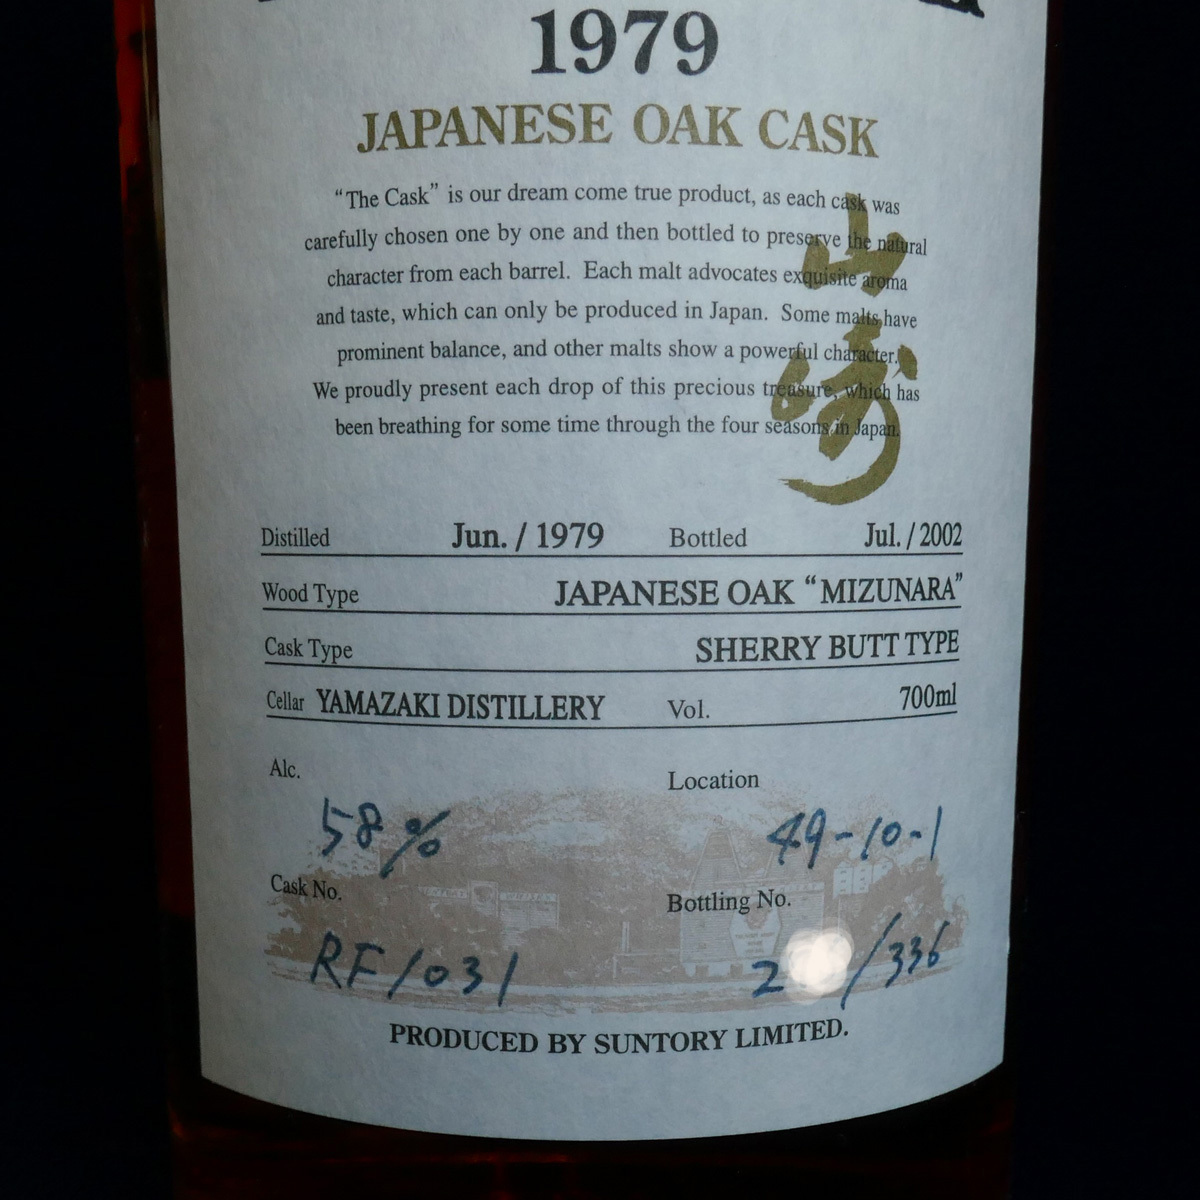 1979
JAPANESE OAK CASK
“The Cask” is our dream come true product, as each cask was
carefully chosen one by one and then bottled to preserve the natural
character from each barrel. Each malt advocates exquisite aroma
and taste, which can only be produced in Japan. Some malts have
prominent balance, and other malts show a powerful character.
We proudly present each drop of this precious treasure, which has
been breathing for some time through the four seasons in Japan.
山崎
Distilled Jun. / 1979 Bottled Jul. / 2002
Wood Type JAPANESE OAK “MIZUNARA”
Cask Type SHERRY BUTT TYPE
Cellar YAMAZAKI DISTILLERY Vol. 700ml
Alc. Location
58% 49-10-1
Cask No. Bottling No.
RF/031 /336
PRODUCED BY SUNTORY LIMITED.